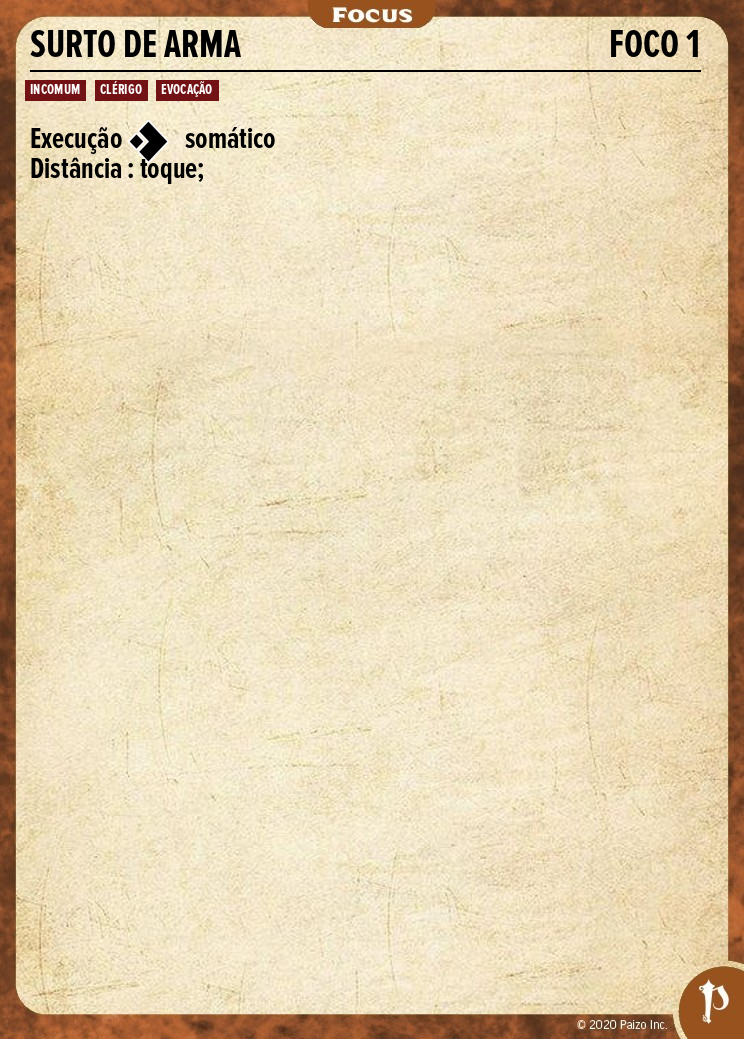 Focus
SURTO DE ARMA FOCO 1
INCOMUM CLÉRIGO EVOCAÇÃO
Execução somático
Distância : toque;
© 2020 Paizo Inc.